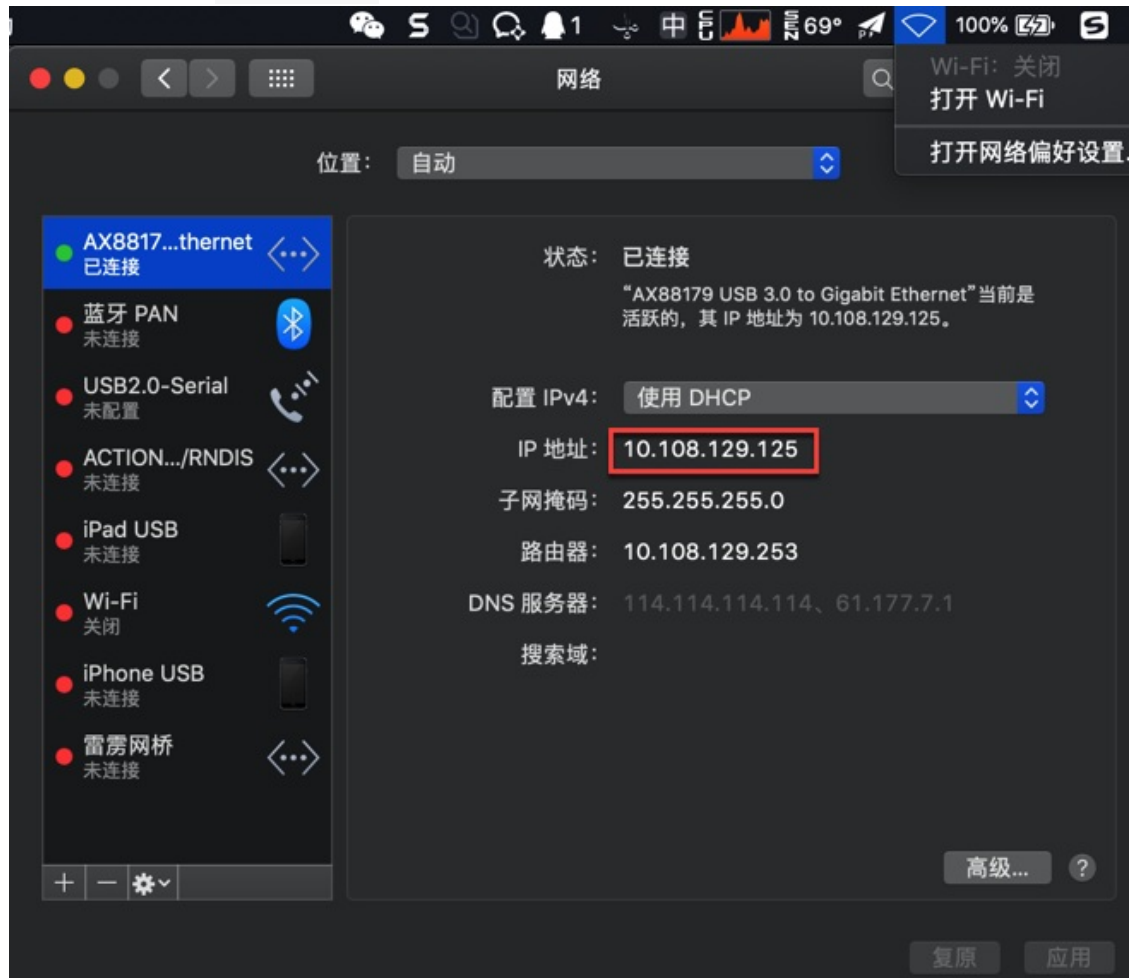 1 中 CPU SEN 69° 100%
网络
Wi-Fi：关闭
打开 Wi-Fi
打开网络偏好设置
位置： 自动
AX8817...thernet
已连接
蓝牙 PAN
未连接
USB2.0-Serial
未配置
ACTION.../RNDIS
未连接
iPad USB
未连接
Wi-Fi
关闭
iPhone USB
未连接
雷雳网桥
未连接
状态： 已连接
“AX88179 USB 3.0 to Gigabit Ethernet”当前是
活跃的，其 IP 地址为 10.108.129.125。
配置 IPv4： 使用 DHCP
IP 地址： 10.108.129.125
子网掩码： 255.255.255.0
路由器： 10.108.129.253
DNS 服务器： 114.114.114.114、61.177.7.1
搜索域：
高级... ?
复原 应用